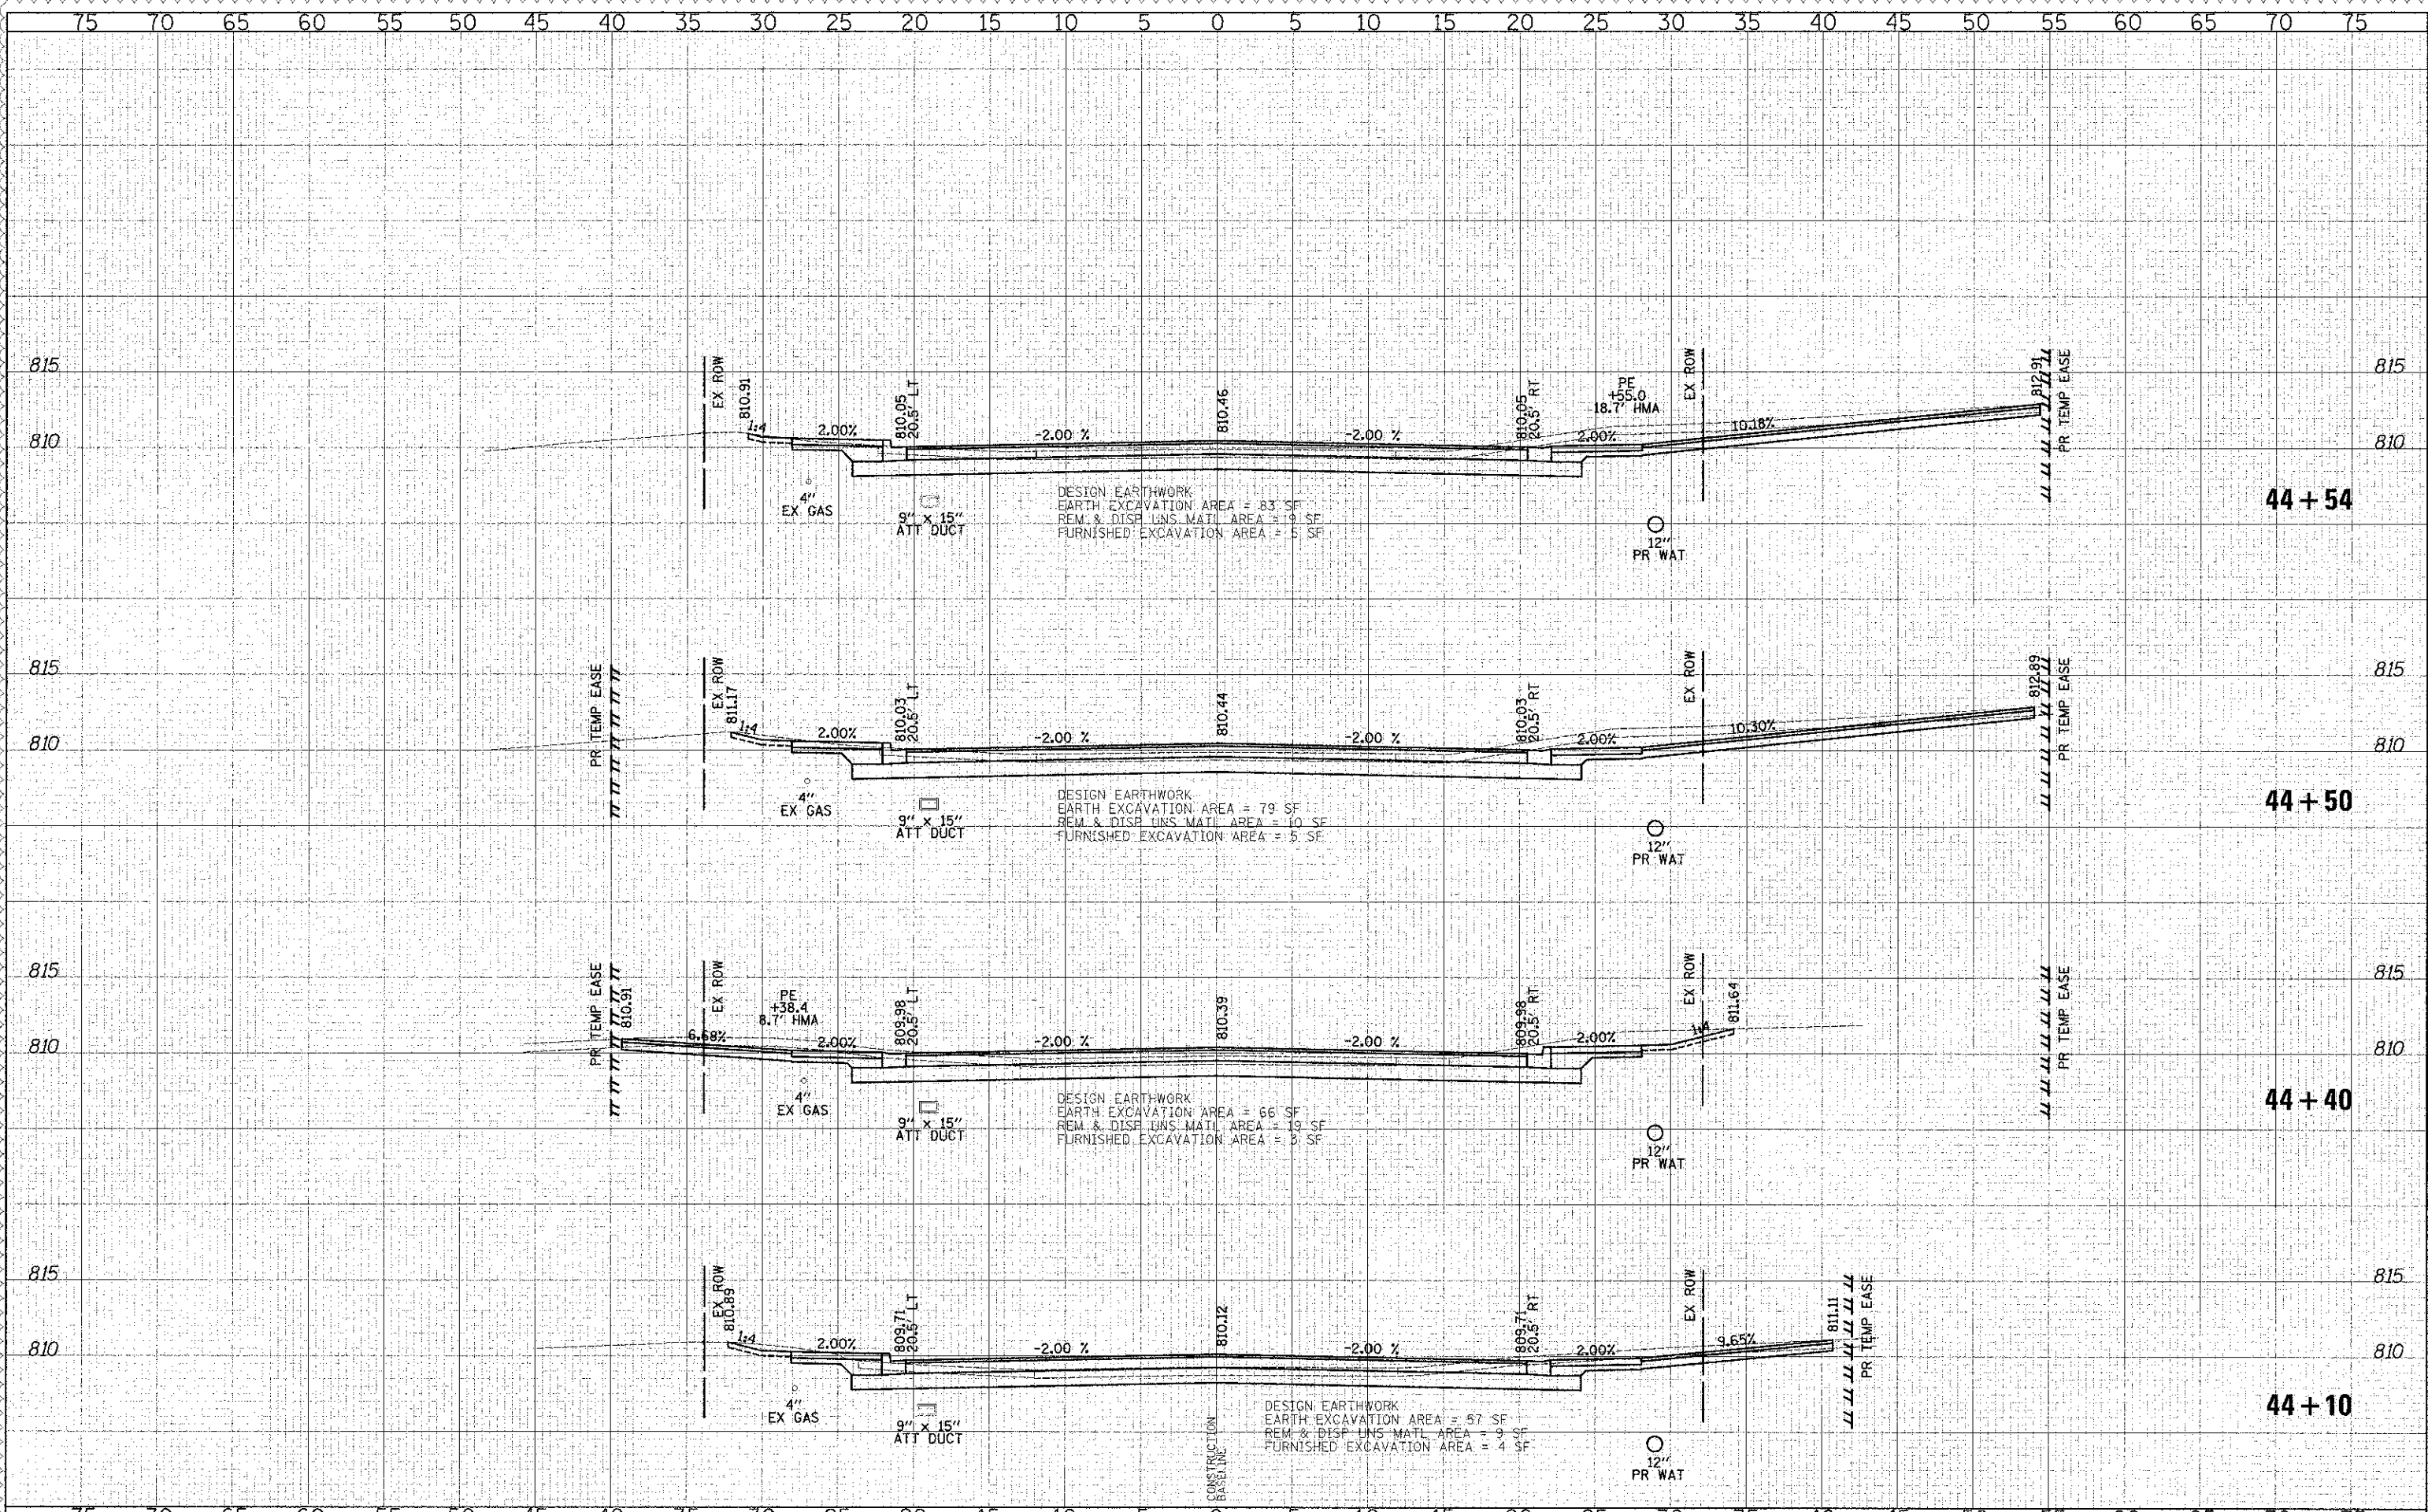 75 70 65 60 55 50 45 40 35 30 25 20 15 10 5 0 5 10 15 20 25 30 35 40 45 50 55 60 65 70 75
815
EX ROW
810.91
810.05
20.5' LT
810.46
810.05
20.5' RT
PE
+55.0
18.7' HMA
EX ROW
812.91
PR TEMP EASE
815
810
1:4
2.00%
-2.00 %
-2.00 %
2.00%
10.18%
810
4"
EX GAS
9" x 15"
ATT DUCT
DESIGN EARTHWORK
EARTH EXCAVATION AREA = 83 SF
REM & DISP UNS MATL AREA = 9 SF
FURNISHED EXCAVATION AREA = 5 SF
12"
PR WAT
44+54
815
PR TEMP EASE
EX ROW
811.17
810.03
20.5' LT
810.44
810.03
20.5' RT
EX ROW
812.89
PR TEMP EASE
815
810
1:4
2.00%
-2.00 %
-2.00 %
2.00%
10.30%
810
4"
EX GAS
9" x 15"
ATT DUCT
DESIGN EARTHWORK
EARTH EXCAVATION AREA = 79 SF
REM & DISP UNS MATL AREA = 10 SF
FURNISHED EXCAVATION AREA = 5 SF
12"
PR WAT
44+50
815
PR TEMP EASE
810.91
EX ROW
PE
+38.4
8.7' HMA
809.98
20.5' LT
810.39
809.98
20.5' RT
EX ROW
811.64
PR TEMP EASE
815
810
6.68%
2.00%
-2.00 %
-2.00 %
2.00%
1:4
810
4"
EX GAS
9" x 15"
ATT DUCT
DESIGN EARTHWORK
EARTH EXCAVATION AREA = 66 SF
REM & DISP UNS MATL AREA = 19 SF
FURNISHED EXCAVATION AREA = 3 SF
12"
PR WAT
44+40
815
EX ROW
810.89
809.71
20.5' LT
810.12
809.71
20.5' RT
EX ROW
811.11
PR TEMP EASE
815
810
1:4
2.00%
-2.00 %
-2.00 %
2.00%
9.65%
810
4"
EX GAS
9" x 15"
ATT DUCT
CONSTRUCTION
BASELINE
DESIGN EARTHWORK
EARTH EXCAVATION AREA = 57 SF
REM & DISP UNS MATL AREA = 9 SF
FURNISHED EXCAVATION AREA = 4 SF
12"
PR WAT
44+10